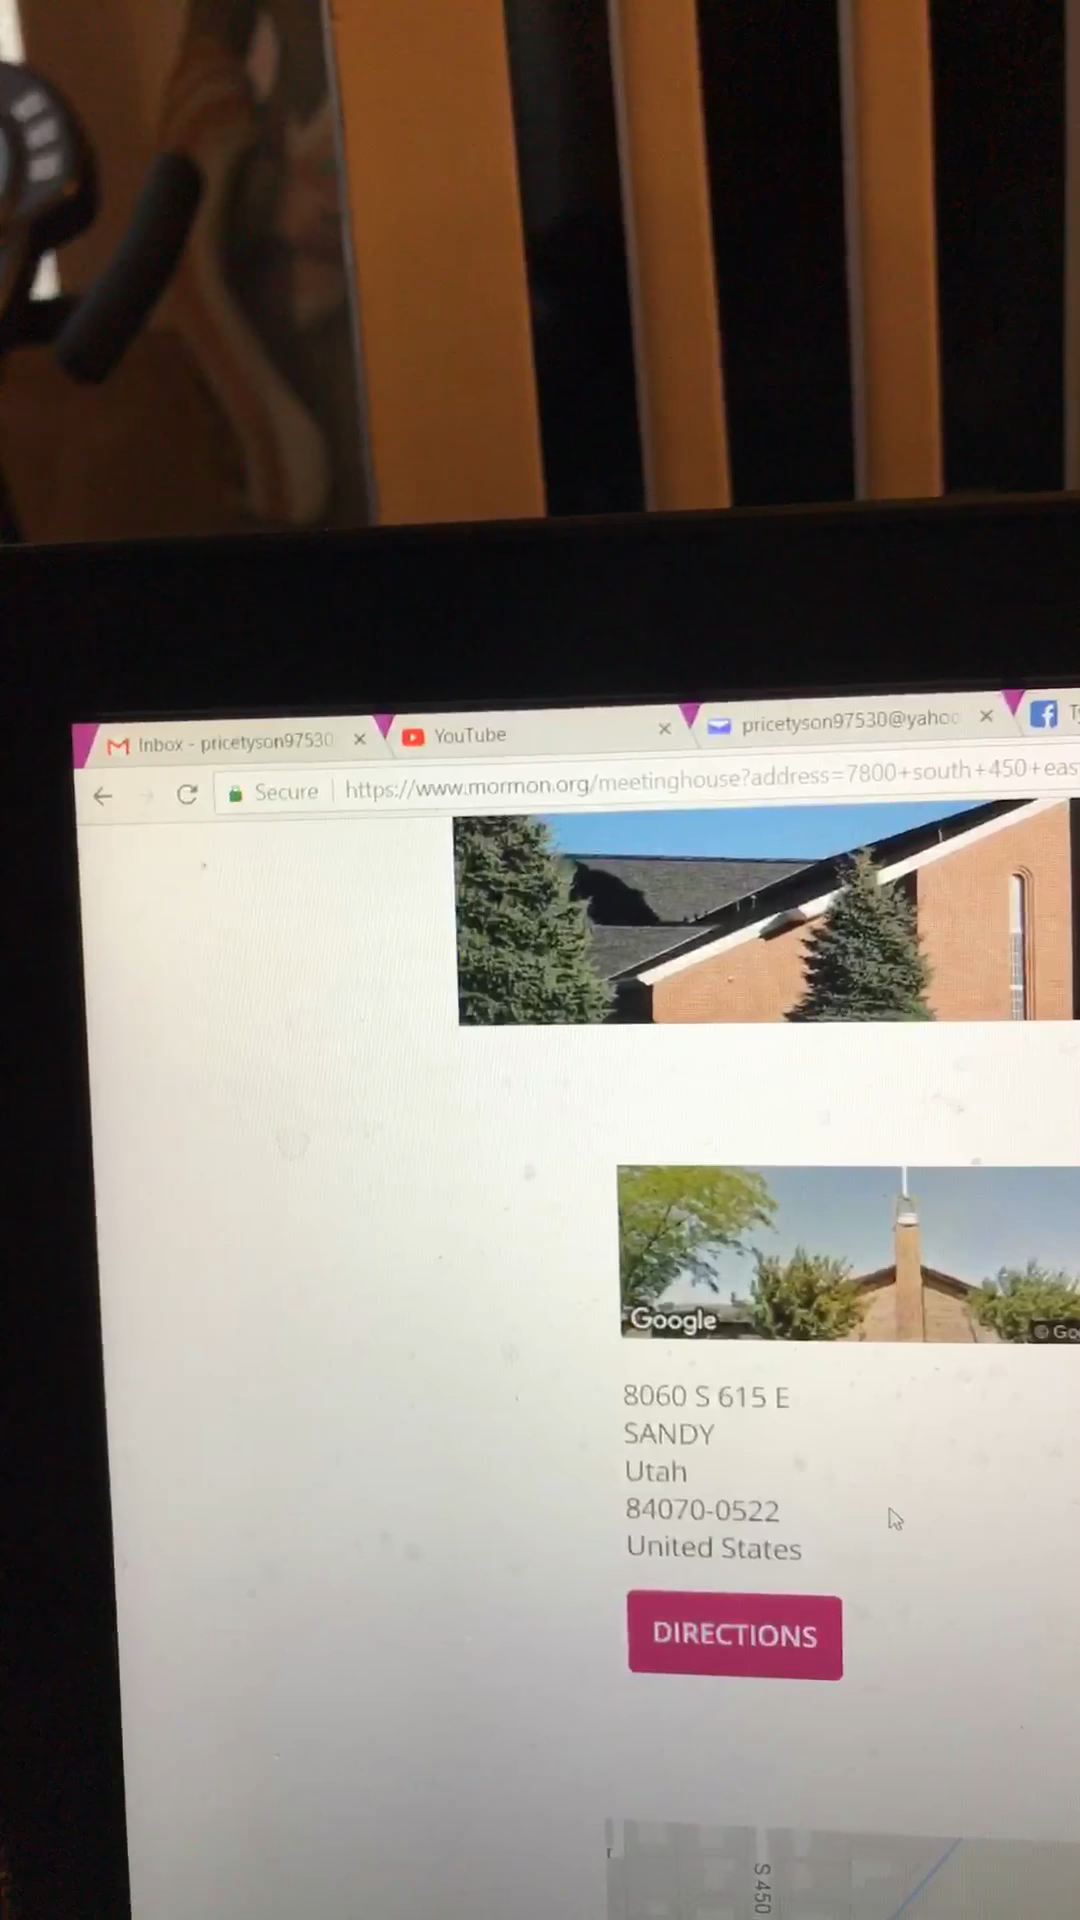 Inbox - pricetyson97530
YouTube
pricetyson97530@yahoo
Secure
https://www.mormon.org/meetinghouse?address=7800+south+450+eas
Google
© Go
8060 S 615 E
SANDY
Utah
84070-0522
United States
DIRECTIONS
S 450